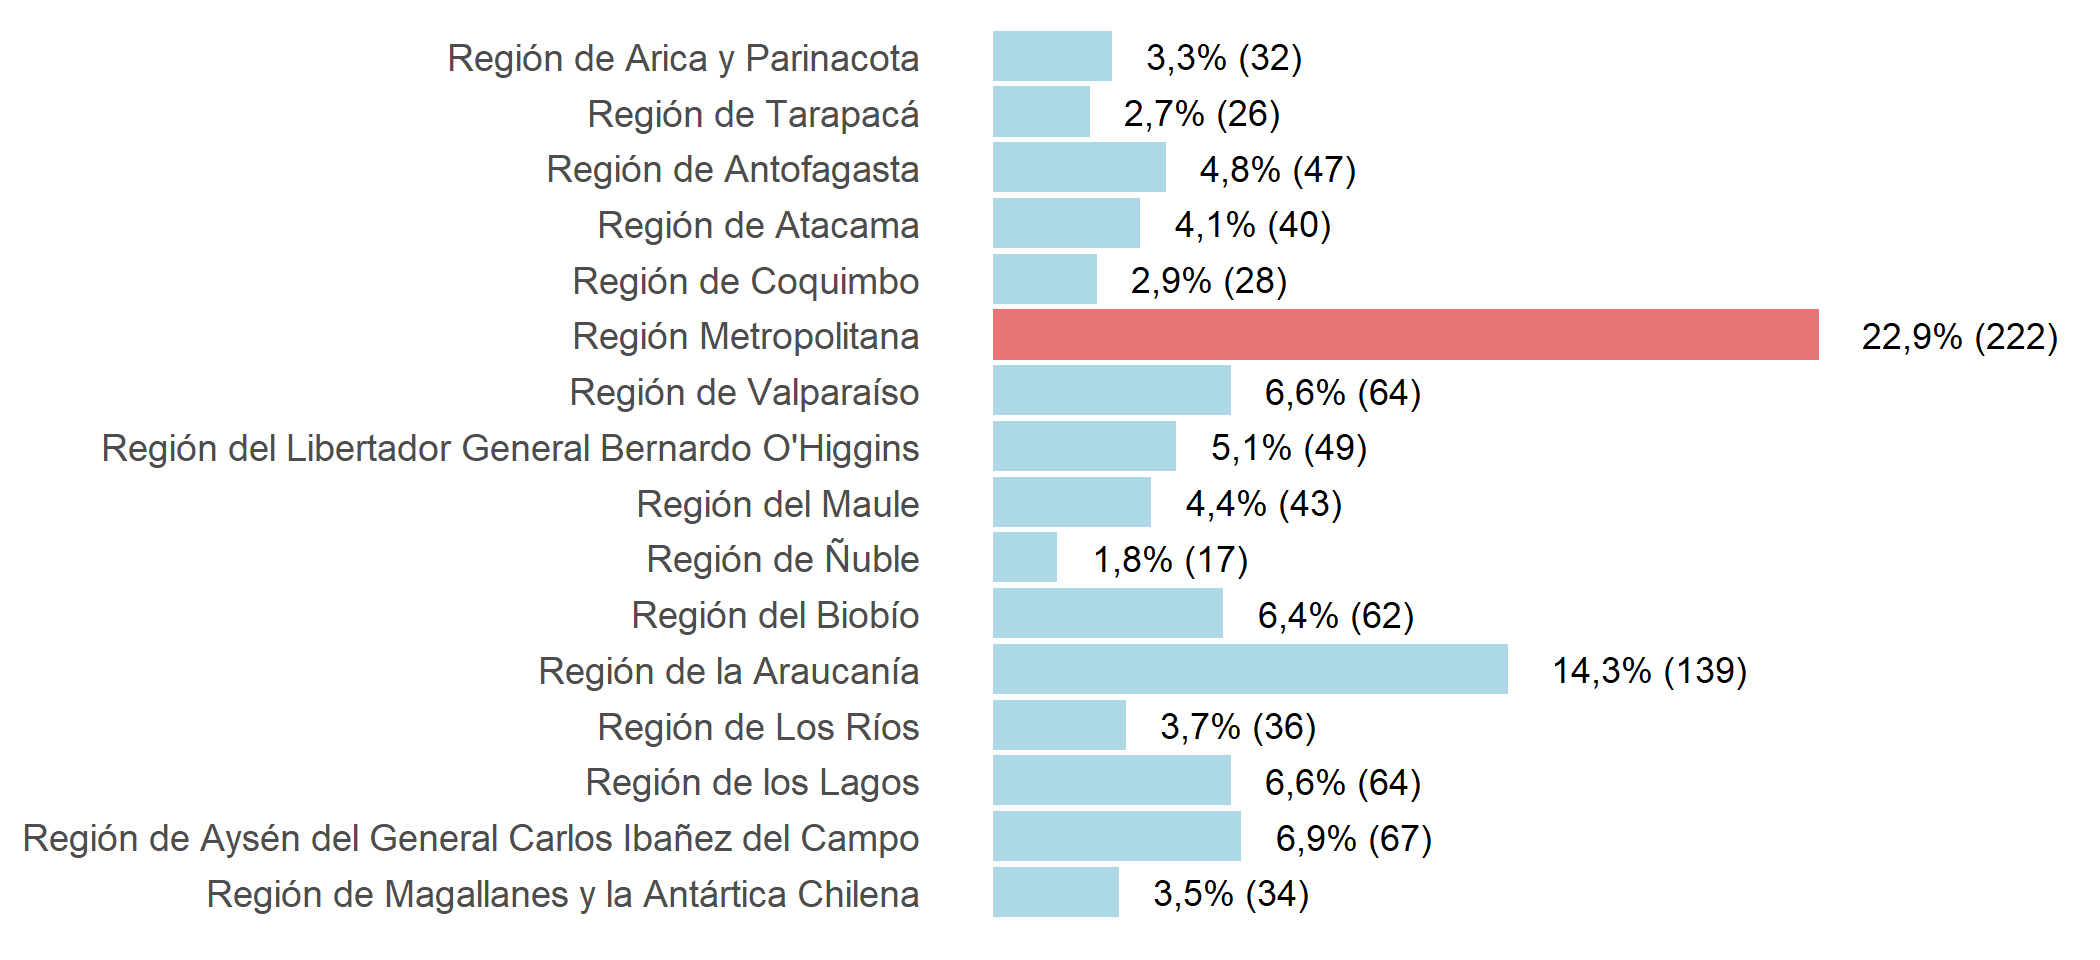 Región de Arica y Parinacota 3,3% (32)
Región de Tarapacá 2,7% (26)
Región de Antofagasta 4,8% (47)
Región de Atacama 4,1% (40)
Región de Coquimbo 2,9% (28)
Región Metropolitana 22,9% (222)
Región de Valparaíso 6,6% (64)
Región del Libertador General Bernardo O'Higgins 5,1% (49)
Región del Maule 4,4% (43)
Región de Ñuble 1,8% (17)
Región del Biobío 6,4% (62)
Región de la Araucanía 14,3% (139)
Región de Los Ríos 3,7% (36)
Región de los Lagos 6,6% (64)
Región de Aysén del General Carlos Ibañez del Campo 6,9% (67)
Región de Magallanes y la Antártica Chilena 3,5% (34)